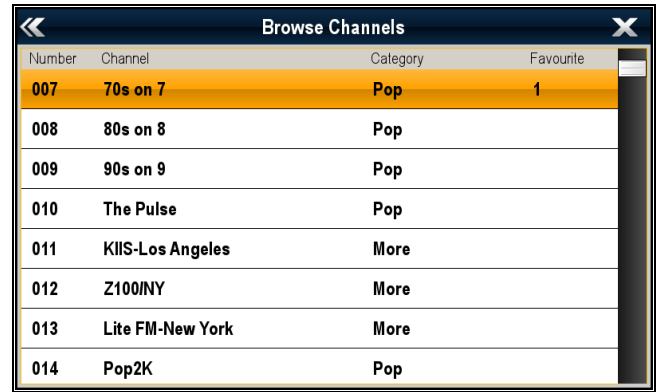 Browse Channels
Number Channel Category Favourite
007 70s on 7 Pop 1
008 80s on 8 Pop
009 90s on 9 Pop
010 The Pulse Pop
011 KIIS-Los Angeles More
012 Z100/NY More
013 Lite FM-New York More
014 Pop2K Pop